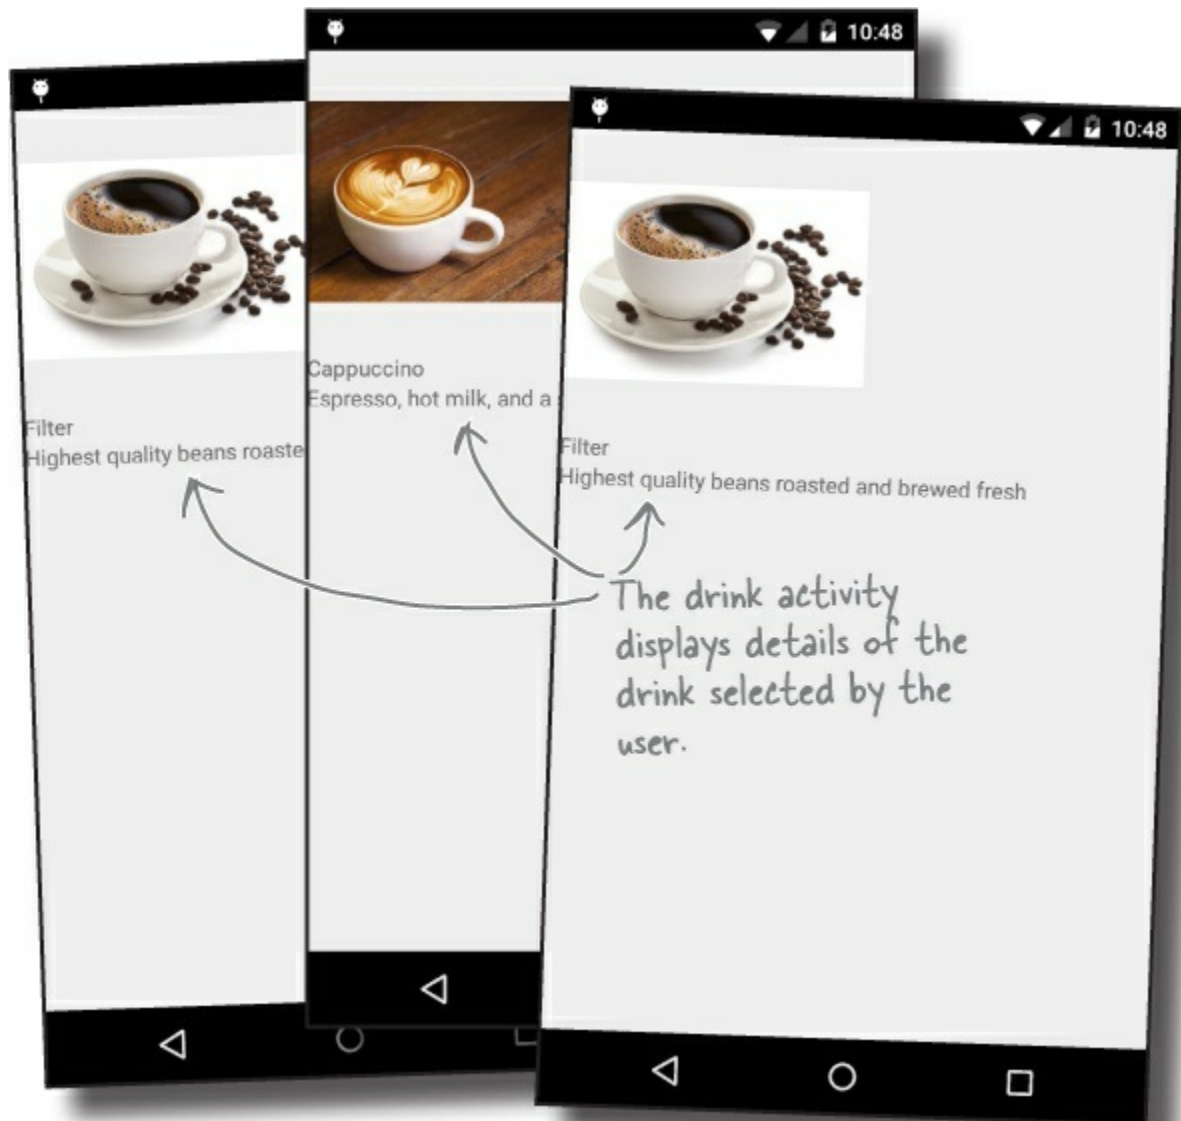 10:48
10:48
Filter
Highest quality beans roaste
Cappuccino
Espresso, hot milk, and a
Filter
Highest quality beans roasted and brewed fresh
The drink activity
displays details of the
drink selected by the
user.